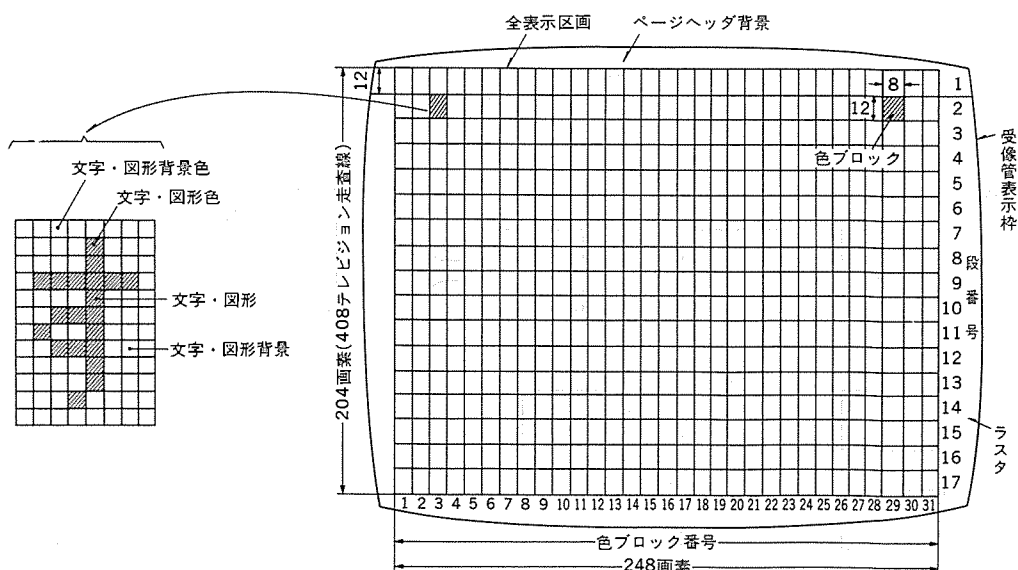 全表示区画
ページヘッダ背景
12
8
12
色ブロック
受像管表示枠
文字・図形背景色
文字・図形色
文字・図形
文字・図形背景
204画素(408テレビジョン走査線)
1
2
3
4
5
6
7
8
9
10
11
12
13
14
15
16
17
段番号
ラスタ
1 2 3 4 5 6 7 8 9 10 11 12 13 14 15 16 17 18 19 20 21 22 23 24 25 26 27 28 29 30 31
色ブロック番号
248画素